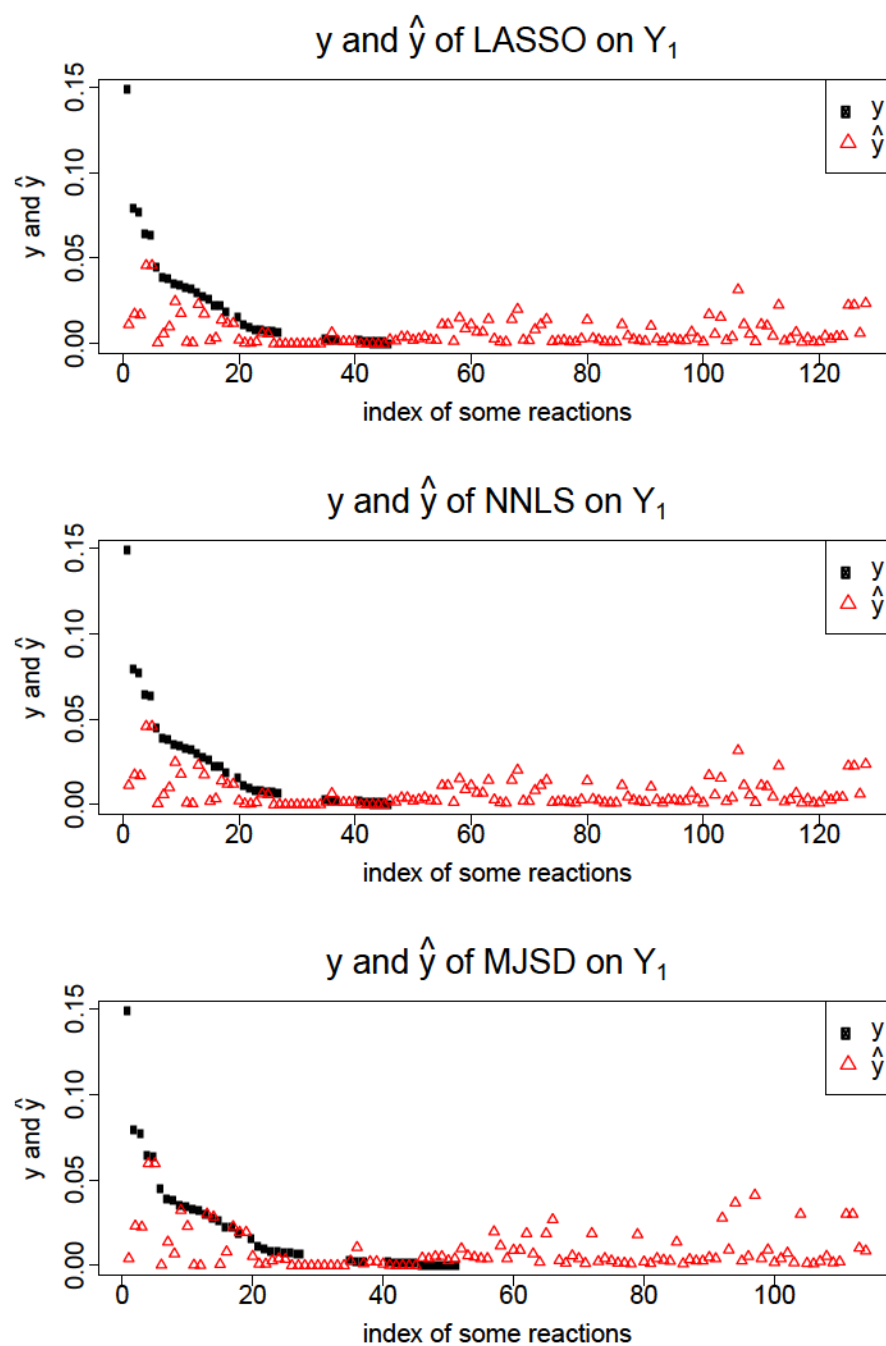 y and ŷ of LASSO on Y₁
y and ŷ
0.15
0.10
0.05
0.00
y
ŷ
0 20 40 60 80 100 120
index of some reactions
y and ŷ of NNLS on Y₁
y and ŷ
0.15
0.10
0.05
0.00
y
ŷ
0 20 40 60 80 100 120
index of some reactions
y and ŷ of MJSD on Y₁
y and ŷ
0.15
0.10
0.05
0.00
y
ŷ
0 20 40 60 80 100
index of some reactions